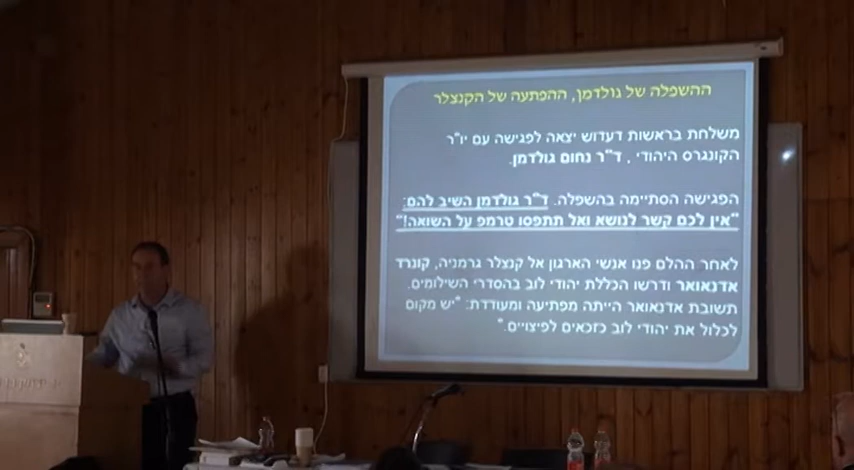 ההשפלה של גולדמן, ההפתעה של הקנצלר
משלחת בראשות דעדוש יצאה לפגישה עם יו"ר
הקונגרס היהודי, ד"ר נחום גולדמן.
הפגישה הסתיימה בהשפלה. ד"ר גולדמן השיב להם:
"אין לכם קשר לנושא ואל תתפסו טרמפ על השואה!"
לאחר ההלם פנו אנשי הארגון אל קנצלר גרמניה, קונרד
אדנאואר ודרשו הכללת יהודי לוב בהסדרי השילומים.
תשובת אדנאואר הייתה מפתיעה ומעודדת: "יש מקום
לכלול את יהודי לוב כזכאים לפיצויים."